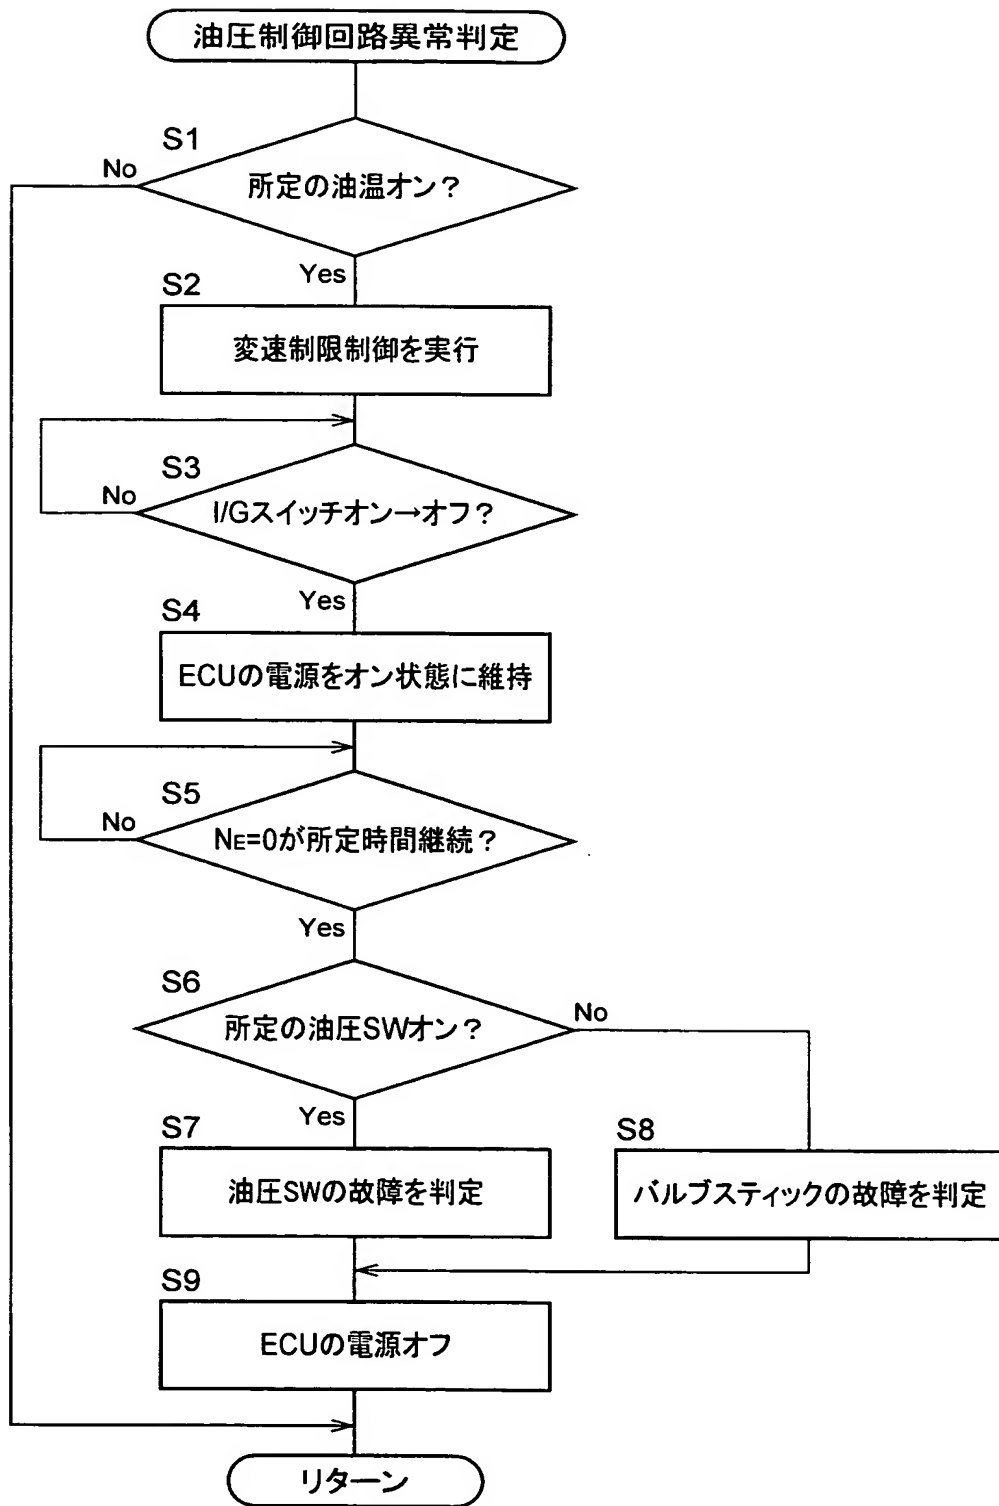 油圧制御回路異常判定
S1
No
所定の油温オン？
Yes
S2
変速制限制御を実行
S3
No
I/Gスイッチオン→オフ？
Yes
S4
ECUの電源をオン状態に維持
S5
No
NE=0が所定時間継続？
Yes
S6
所定の油圧SWオン？
No
Yes
S7
油圧SWの故障を判定
S8
バルブスティックの故障を判定
S9
ECUの電源オフ
リターン